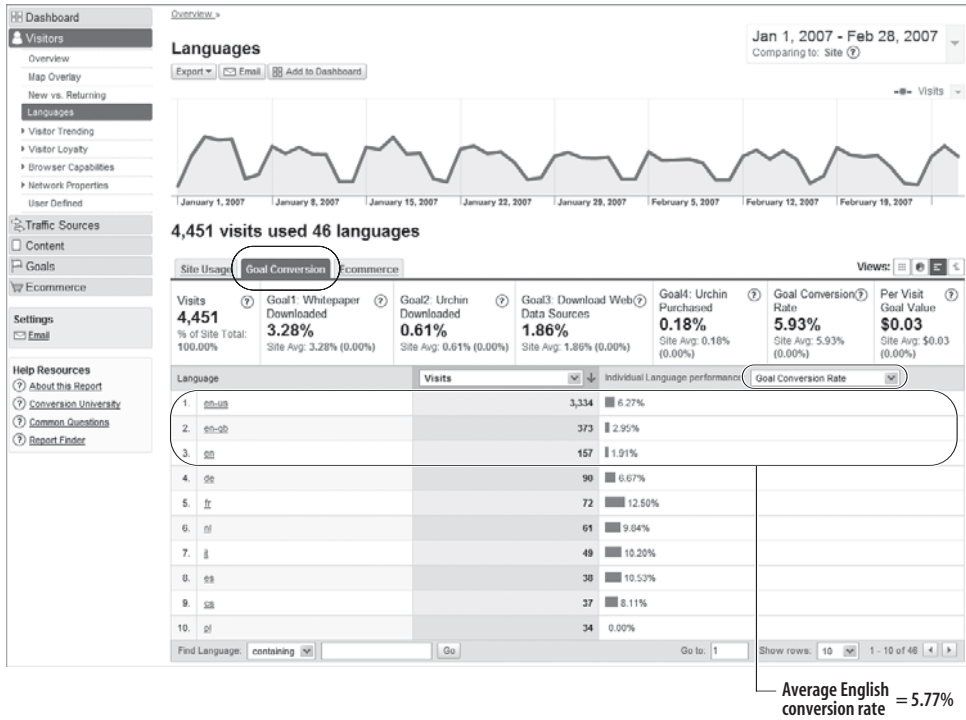 Dashboard
Visitors
Overview
Map Overlay
New vs. Returning
Languages
Visitor Trending
Visitor Loyalty
Browser Capabilities
Network Properties
User Defined
Traffic Sources
Content
Goals
Ecommerce
Settings
Email
Help Resources
About this Report
Conversion University
Common Questions
Report Finder
Overview »
Languages
Jan 1, 2007 - Feb 28, 2007
Comparing to: Site
Export Email Add to Dashboard
Visits
January 1, 2007 January 8, 2007 January 15, 2007 January 22, 2007 January 29, 2007 February 5, 2007 February 12, 2007 February 19, 2007
4,451 visits used 46 languages
Site Usage Goal Conversion Ecommerce
Views:
Visits
4,451
% of Site Total:
100.00%
Goal1: Whitepaper
Downloaded
3.28%
Site Avg: 3.28% (0.00%)
Goal2: Urchin
Downloaded
0.61%
Site Avg: 0.61% (0.00%)
Goal3: Download Web
Data Sources
1.86%
Site Avg: 1.86% (0.00%)
Goal4: Urchin
Purchased
0.18%
Site Avg: 0.18%
(0.00%)
Goal Conversion
Rate
5.93%
Site Avg: 5.93%
(0.00%)
Per Visit
Goal Value
$0.03
Site Avg: $0.03
(0.00%)
Language Visits Individual Language performance: Goal Conversion Rate
1. en-us 3,334 6.27%
2. en-gb 373 2.95%
3. en 157 1.91%
4. de 90 6.67%
5. fr 72 12.50%
6. nl 61 9.84%
7. it 49 10.20%
8. es 38 10.53%
9. 37 8.11%
10. pl 34 0.00%
Find Language: containing Go Go to: 1 Show rows: 10 1 - 10 of 46
Average English
conversion rate = 5.77%